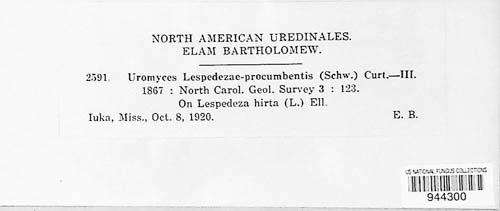 NORTH AMERICAN UREDINALES.
ELAM BARTHOLOMEW.
2591. Uromyces Lespedezae-procumbentis (Schw.) Curt.—III.
1867 : North Carol. Geol. Survey 3 : 123.
On Lespedeza hirta (L.) Ell.
Iuka, Miss., Oct. 8, 1920. E. B.
US NATIONAL FUNGUS COLLECTIONS
944300